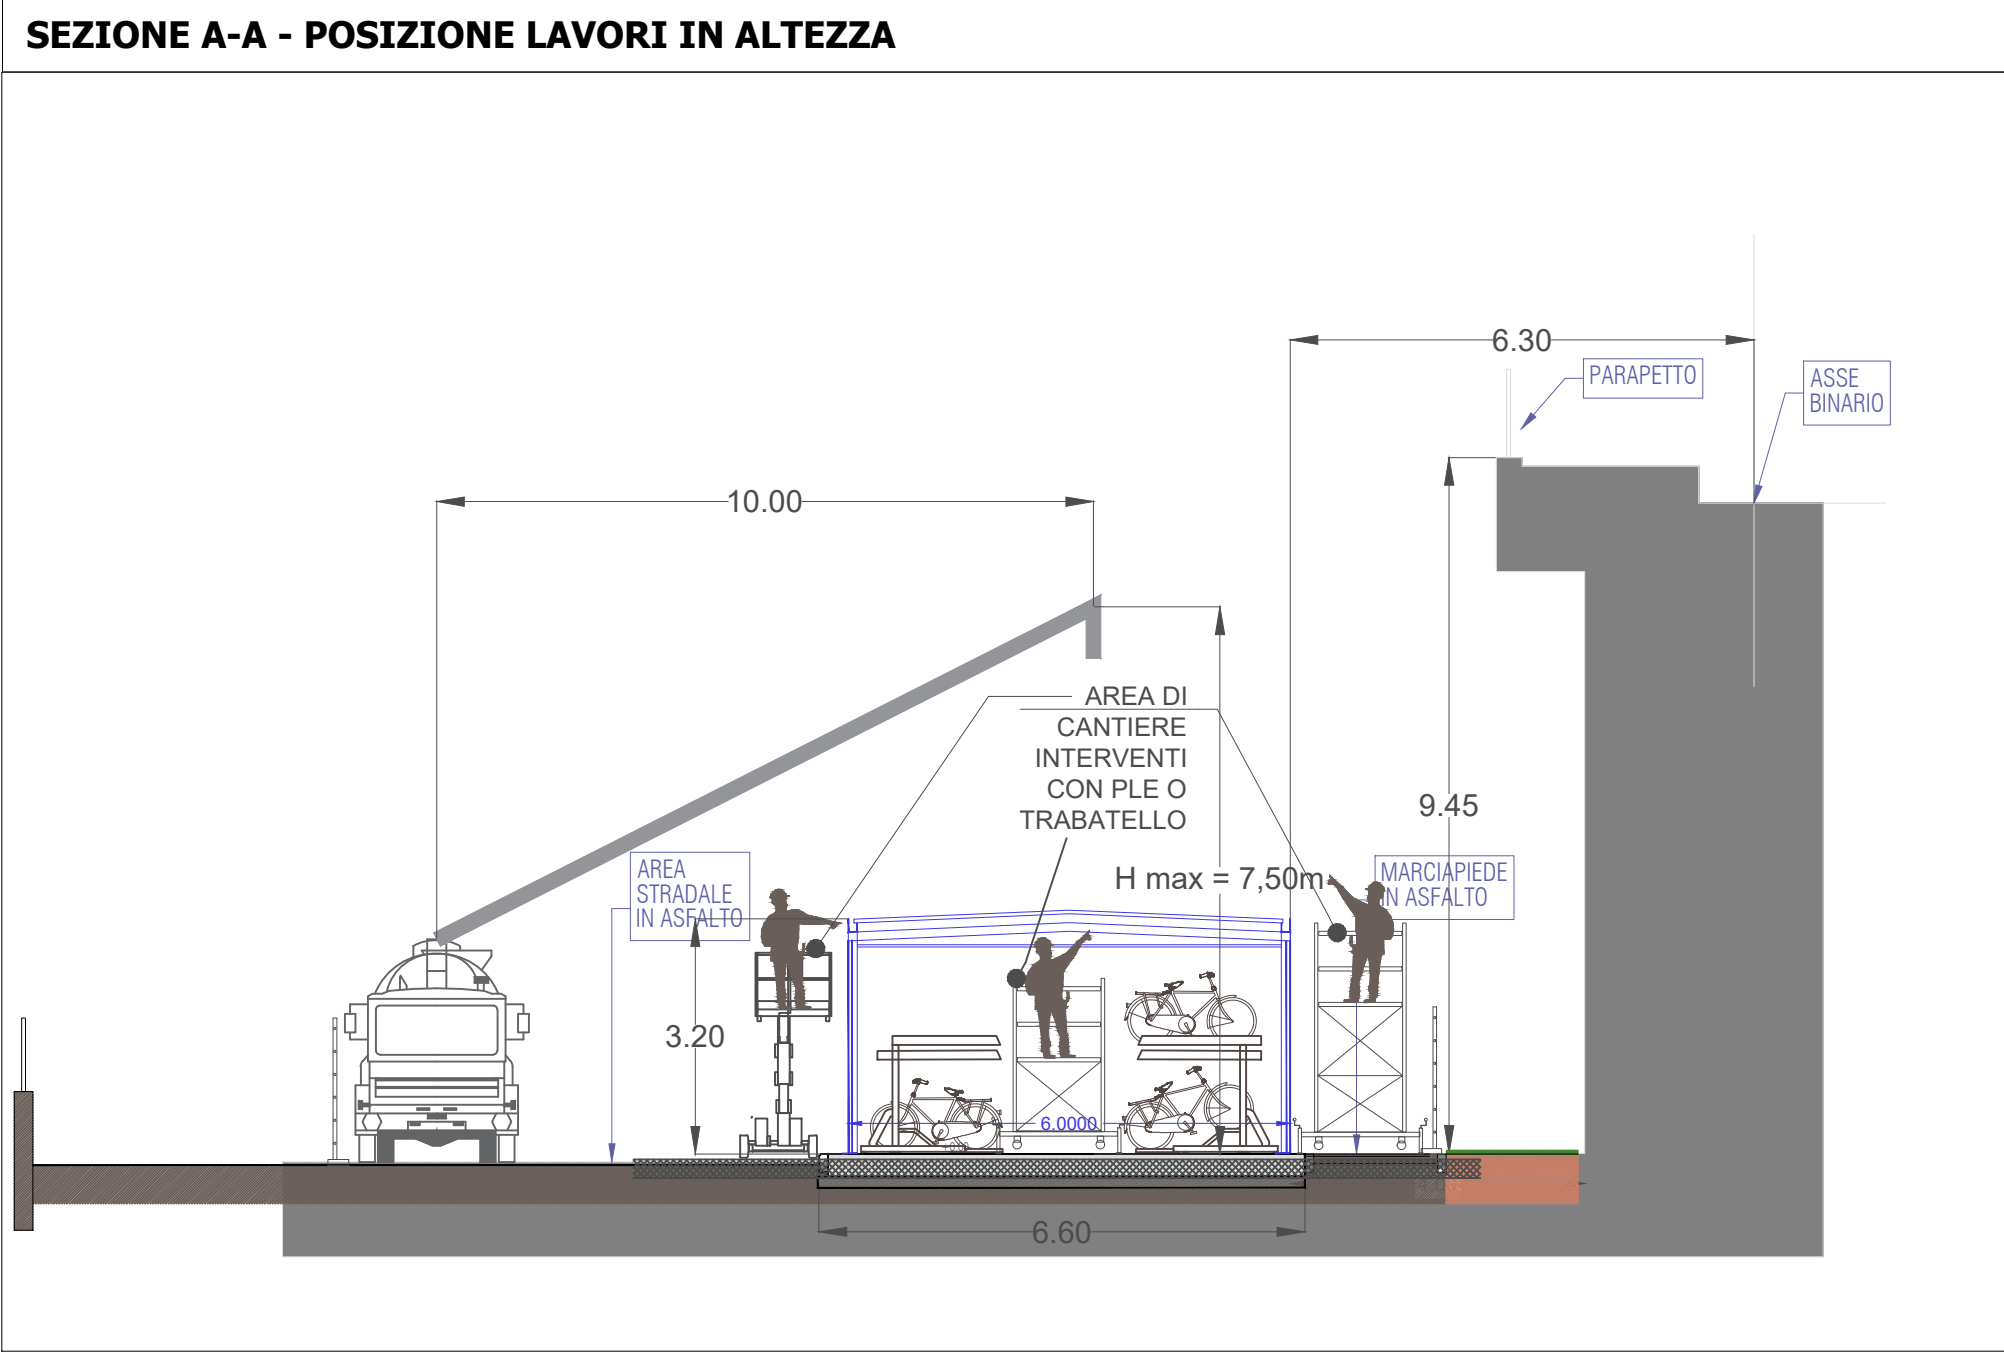 SEZIONE A-A - POSIZIONE LAVORI IN ALTEZZA
6.30
PARAPETTO
ASSE
BINARIO
10.00
AREA DI
CANTIERE
INTERVENTI
CON PLE O
TRABATELLO
9.45
H max = 7,50m
AREA
STRADALE
IN ASFALTO
MARCIAPIEDE
IN ASFALTO
3.20
6.0000
6.60